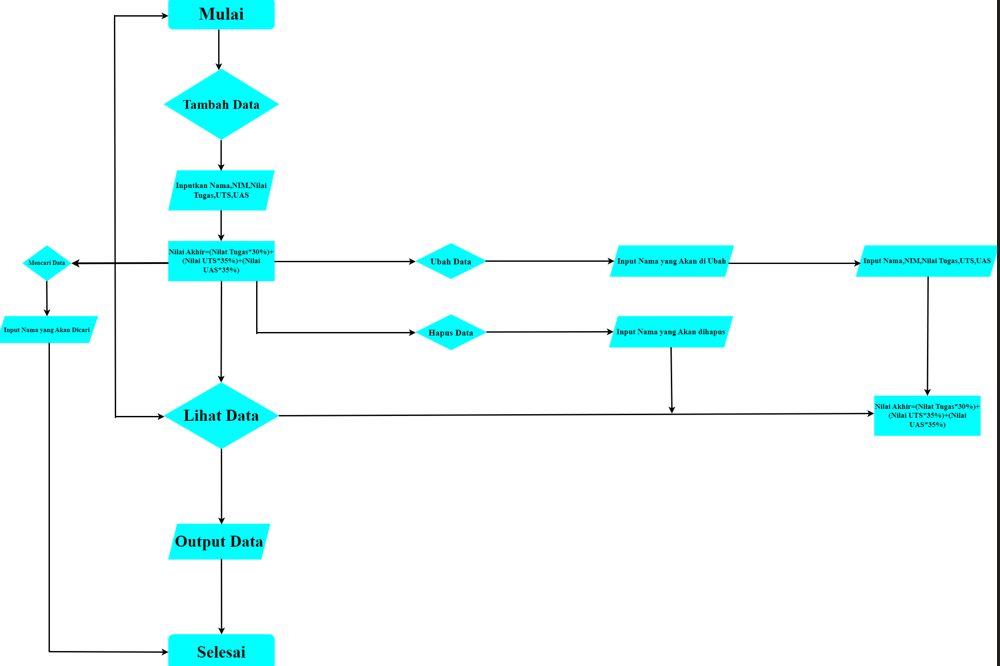 Mulai
Tambah Data
Inputkan Nama,NIM,Nilai
Tugas,UTS,UAS
Mencari Data
Nilai Akhir=(Nilat Tugas*30%)+
(Nilai UTS*35%)+(Nilai
UAS*35%)
Ubah Data
Input Nama yang Akan di Ubah
Input Nama,NIM,Nilai Tugas,UTS,UAS
Input Nama yang Akan Dicari
Hapus Data
Input Nama yang Akan dihapus
Lihat Data
Nilai Akhir=(Nilat Tugas*30%)+
(Nilai UTS*35%)+(Nilai
UAS*35%)
Output Data
Selesai